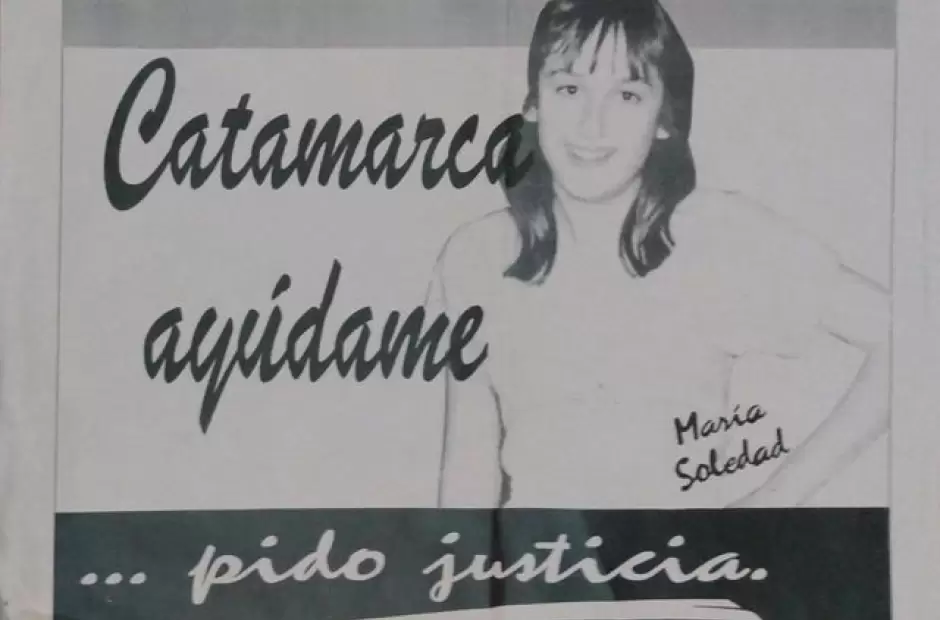 Catamarca
ayúdame
María
Soledad
... pido justicia.